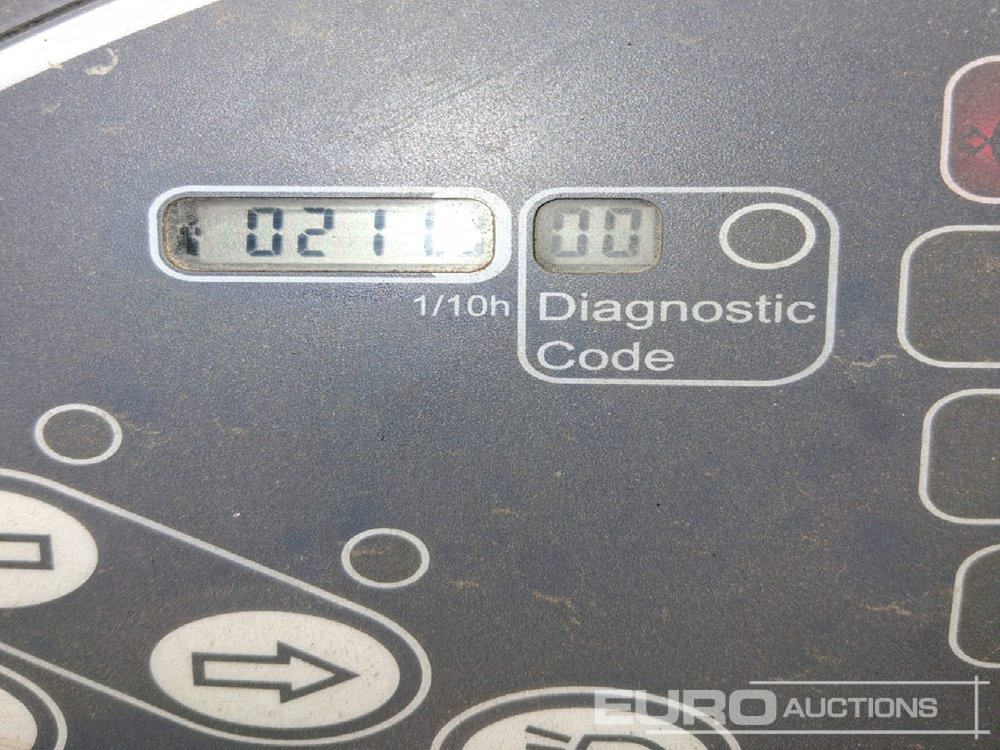 0211
00
1/10h
Diagnostic
Code
EURO AUCTIONS